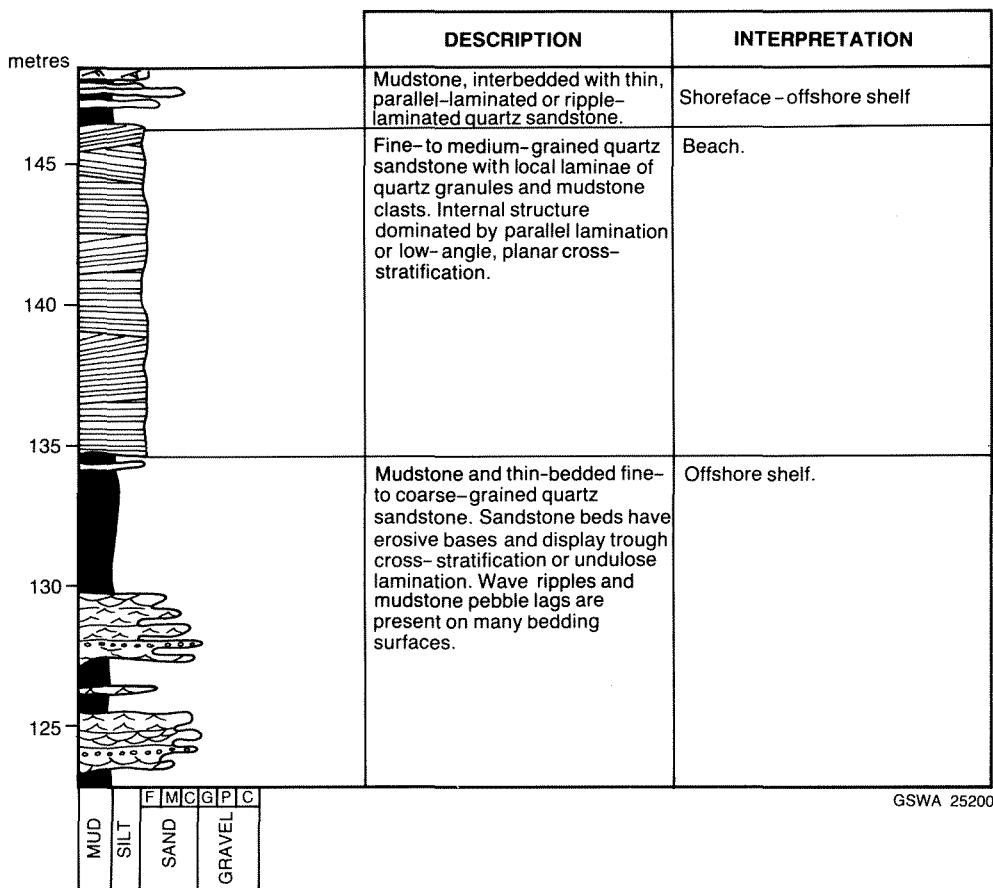 DESCRIPTION
INTERPRETATION
metres
Mudstone, interbedded with thin,
parallel-laminated or ripple-
laminated quartz sandstone.
Shoreface-offshore shelf
Fine- to medium-grained quartz
sandstone with local laminae of
quartz granules and mudstone
clasts. Internal structure
dominated by parallel lamination
or low-angle, planar cross-
stratification.
Beach.
145
140
135
Mudstone and thin-bedded fine-
to coarse-grained quartz
sandstone. Sandstone beds have
erosive bases and display trough
cross-stratification or undulose
lamination. Wave ripples and
mudstone pebble lags are
present on many bedding
surfaces.
Offshore shelf.
130
125
F M C G P C
MUD
SILT
SAND
GRAVEL
GSWA 25200